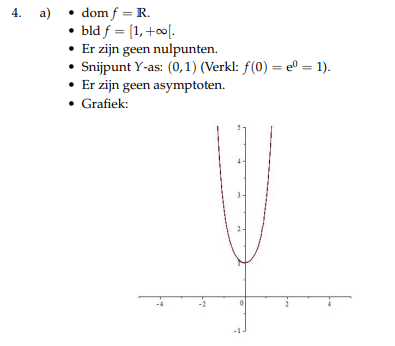 4. a) • dom f = ℝ.
• bld f = [1, +∞[.
• Er zijn geen nulpunten.
• Snijpunt Y-as: (0, 1) (Verkl: f(0) = e⁰ = 1).
• Er zijn geen asymptoten.
• Grafiek:
5
4
3
2
1
-4 -2 0 2 4
-1